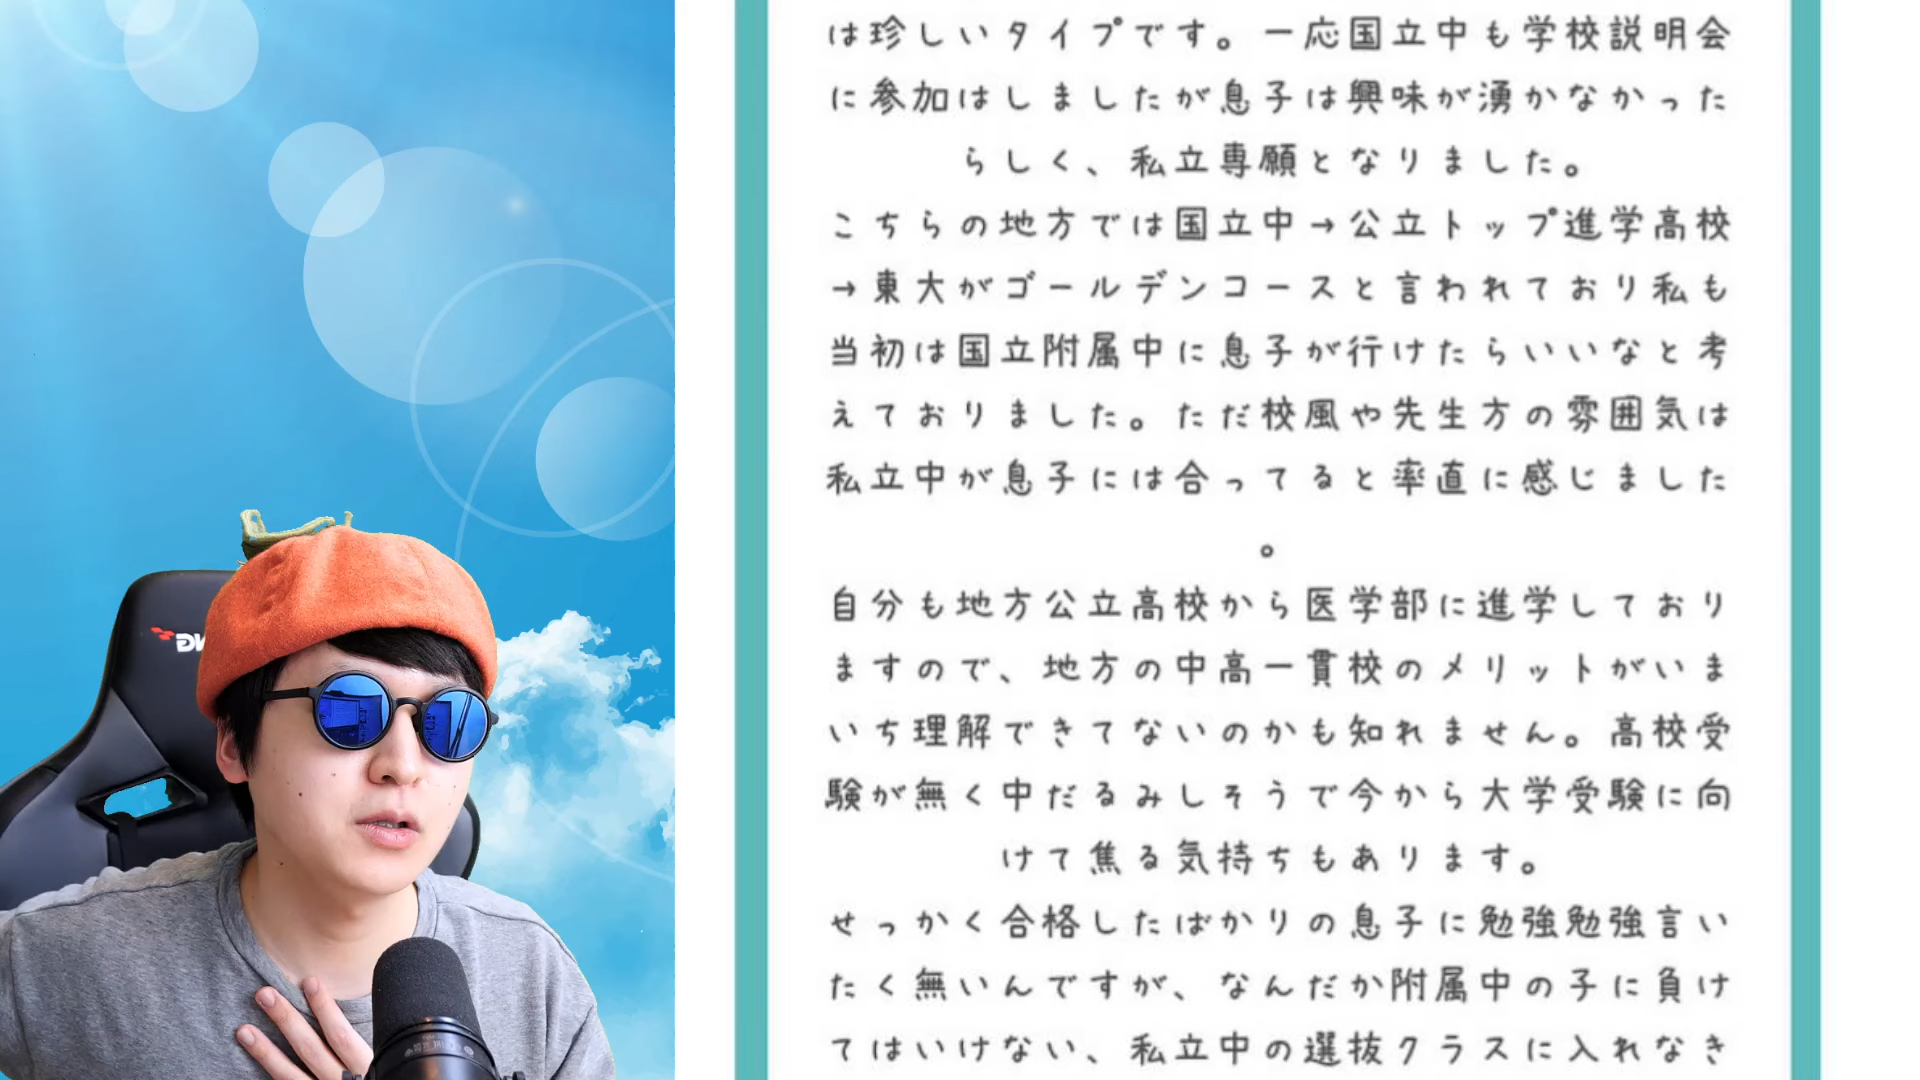 は珍しいタイプです。一応国立中も学校説明会
に参加はしましたが息子は興味が湧かなかった
らしく、私立専願となりました。
こちらの地方では国立中→公立トップ進学高校
→東大がゴールデンコースと言われており私も
当初は国立附属中に息子が行けたらいいなと考
えておりました。ただ校風や先生方の雰囲気は
私立中が息子には合ってると率直に感じました
。
自分も地方公立高校から医学部に進学しており
ますので、地方の中高一貫校のメリットがいま
いち理解できてないのかも知れません。高校受
験が無く中だるみしそうで今から大学受験に向
けて焦る気持ちもあります。
せっかく合格したばかりの息子に勉強勉強言い
たく無いんですが、なんだか附属中の子に負け
てはいけない、私立中の選抜クラスに入れなき